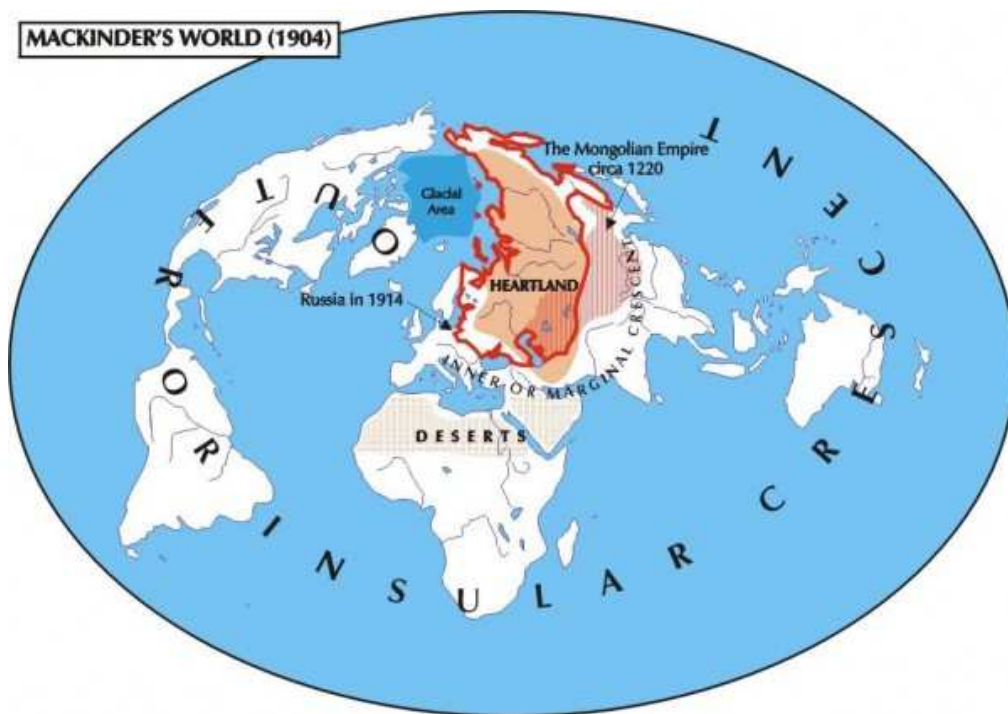 MACKINDER'S WORLD (1904)
The Mongolian Empire
circa 1220
Glacial
Area
HEARTLAND
Russia in 1914
INNER OR MARGINAL CRESCENT
DESERTS
OUTER OR INSULAR CRESCENT